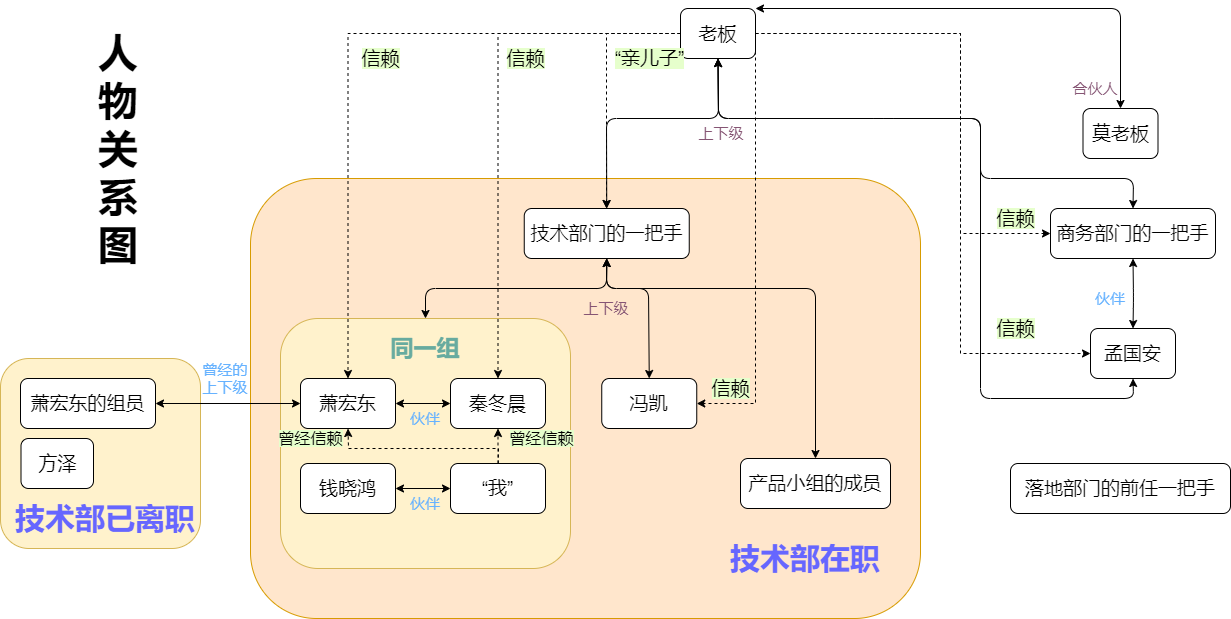 人
物
关
系
图
老板
信赖
信赖
“亲儿子”
合伙人
莫老板
上下级
技术部门的一把手
信赖
商务部门的一把手
上下级
伙伴
信赖
孟国安
同一组
曾经的
上下级
萧宏东的组员
萧宏东
伙伴
秦冬晨
冯凯
信赖
曾经信赖
曾经信赖
方泽
钱晓鸿
伙伴
“我”
产品小组的成员
落地部门的前任一把手
技术部已离职
技术部在职